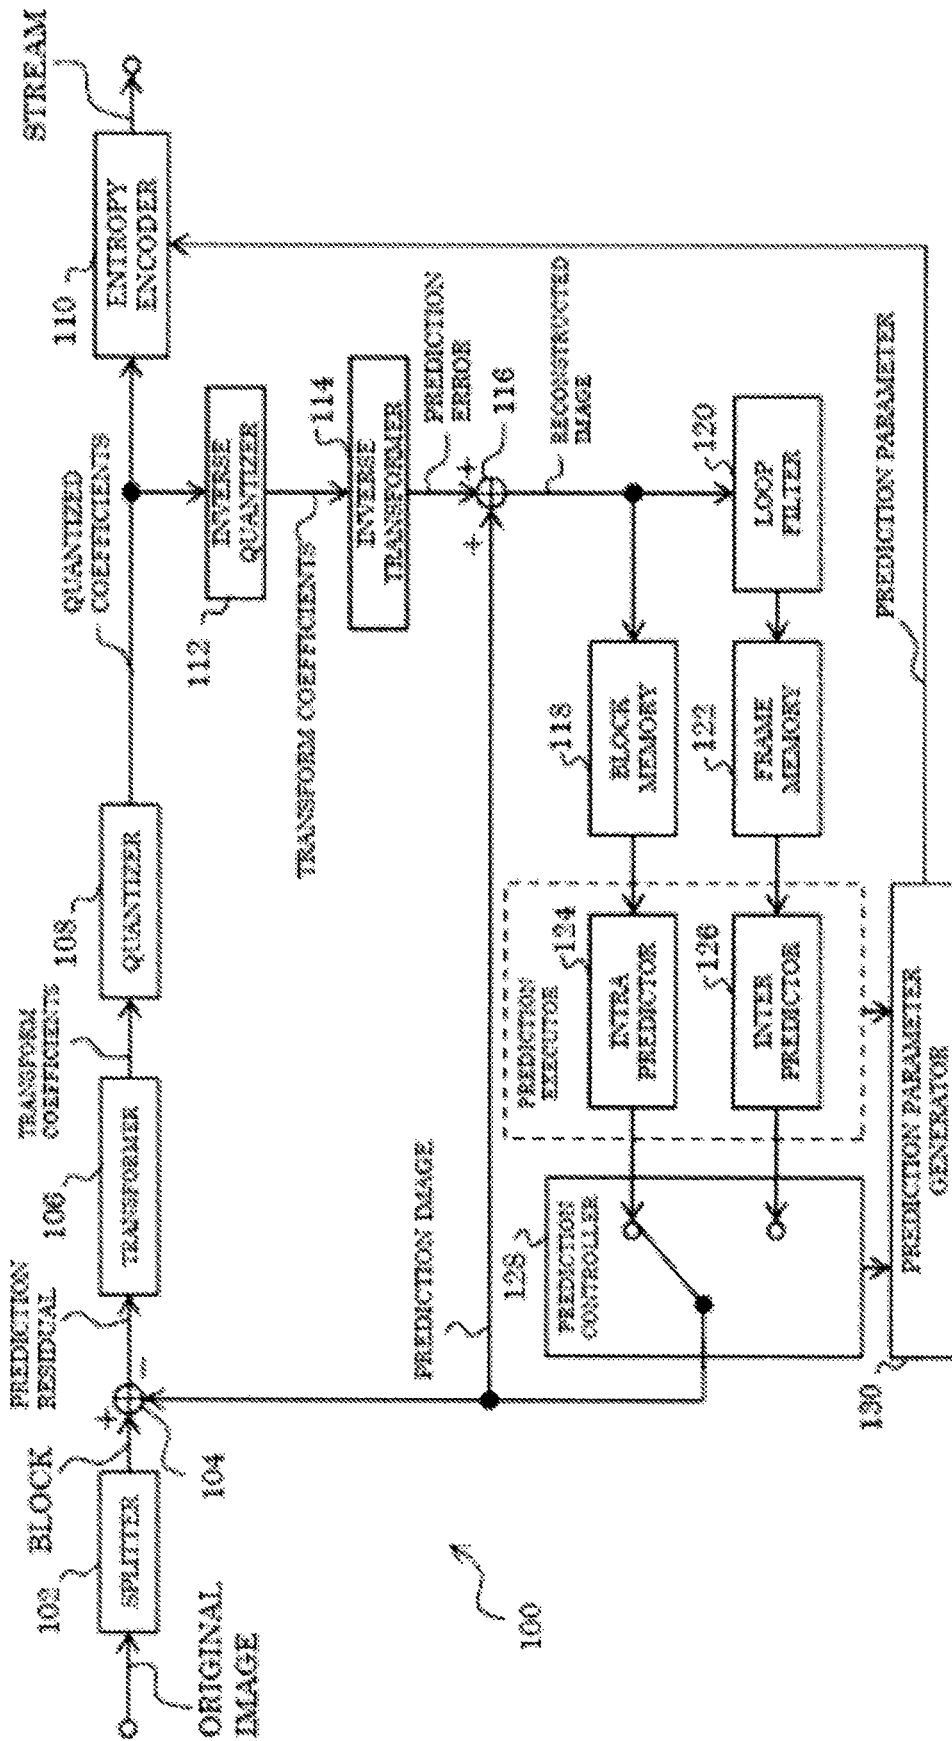 ORIGINAL
IMAGE
102
SPLITTER
BLOCK
+
-
104
PREDICTION
RESIDUAL
106
TRANSFORMER
TRANSFORM
COEFFICIENTS
108
QUANTIZER
QUANTIZED
COEFFICIENTS
110
ENTROPY
ENCODER
STREAM
112
INVERSE
QUANTIZER
TRANSFORM COEFFICIENTS
114
INVERSE
TRANSFORMER
PREDICTION
ERROR
+
+
116
RECONSTRUCTED
IMAGE
PREDICTION IMAGE
118
BLOCK
MEMORY
120
LOOP
FILTER
122
FRAME
MEMORY
PREDICTION
EXECUTOR
124
INTRA
PREDICTOR
126
INTER
PREDICTOR
128
PREDICTION
CONTROLLER
130
PREDICTION PARAMETER
GENERATOR
PREDICTION PARAMETER
100